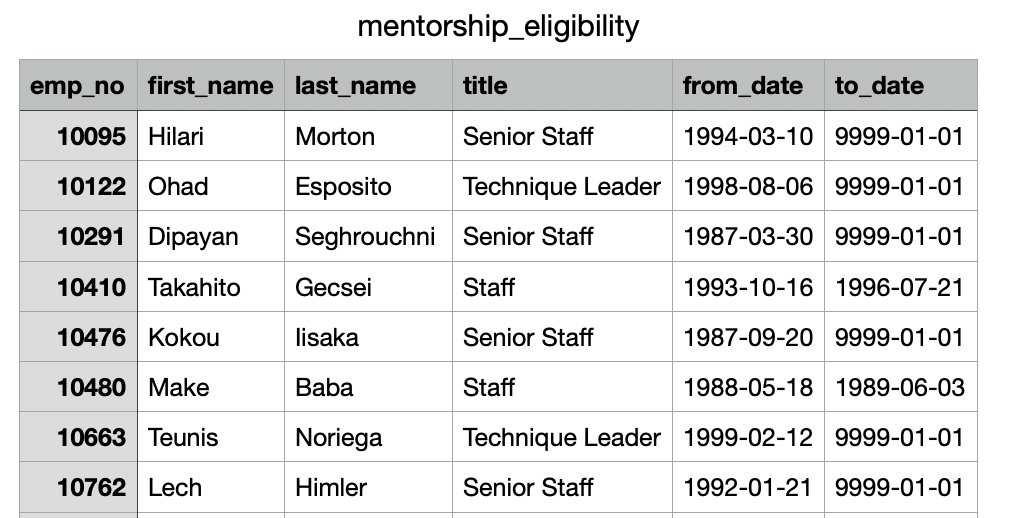 mentorship_eligibility
emp_no first_name last_name title from_date to_date
10095 Hilari Morton Senior Staff 1994-03-10 9999-01-01
10122 Ohad Esposito Technique Leader 1998-08-06 9999-01-01
10291 Dipayan Seghrouchni Senior Staff 1987-03-30 9999-01-01
10410 Takahito Gecsei Staff 1993-10-16 1996-07-21
10476 Kokou Iisaka Senior Staff 1987-09-20 9999-01-01
10480 Make Baba Staff 1988-05-18 1989-06-03
10663 Teunis Noriega Technique Leader 1999-02-12 9999-01-01
10762 Lech Himler Senior Staff 1992-01-21 9999-01-01